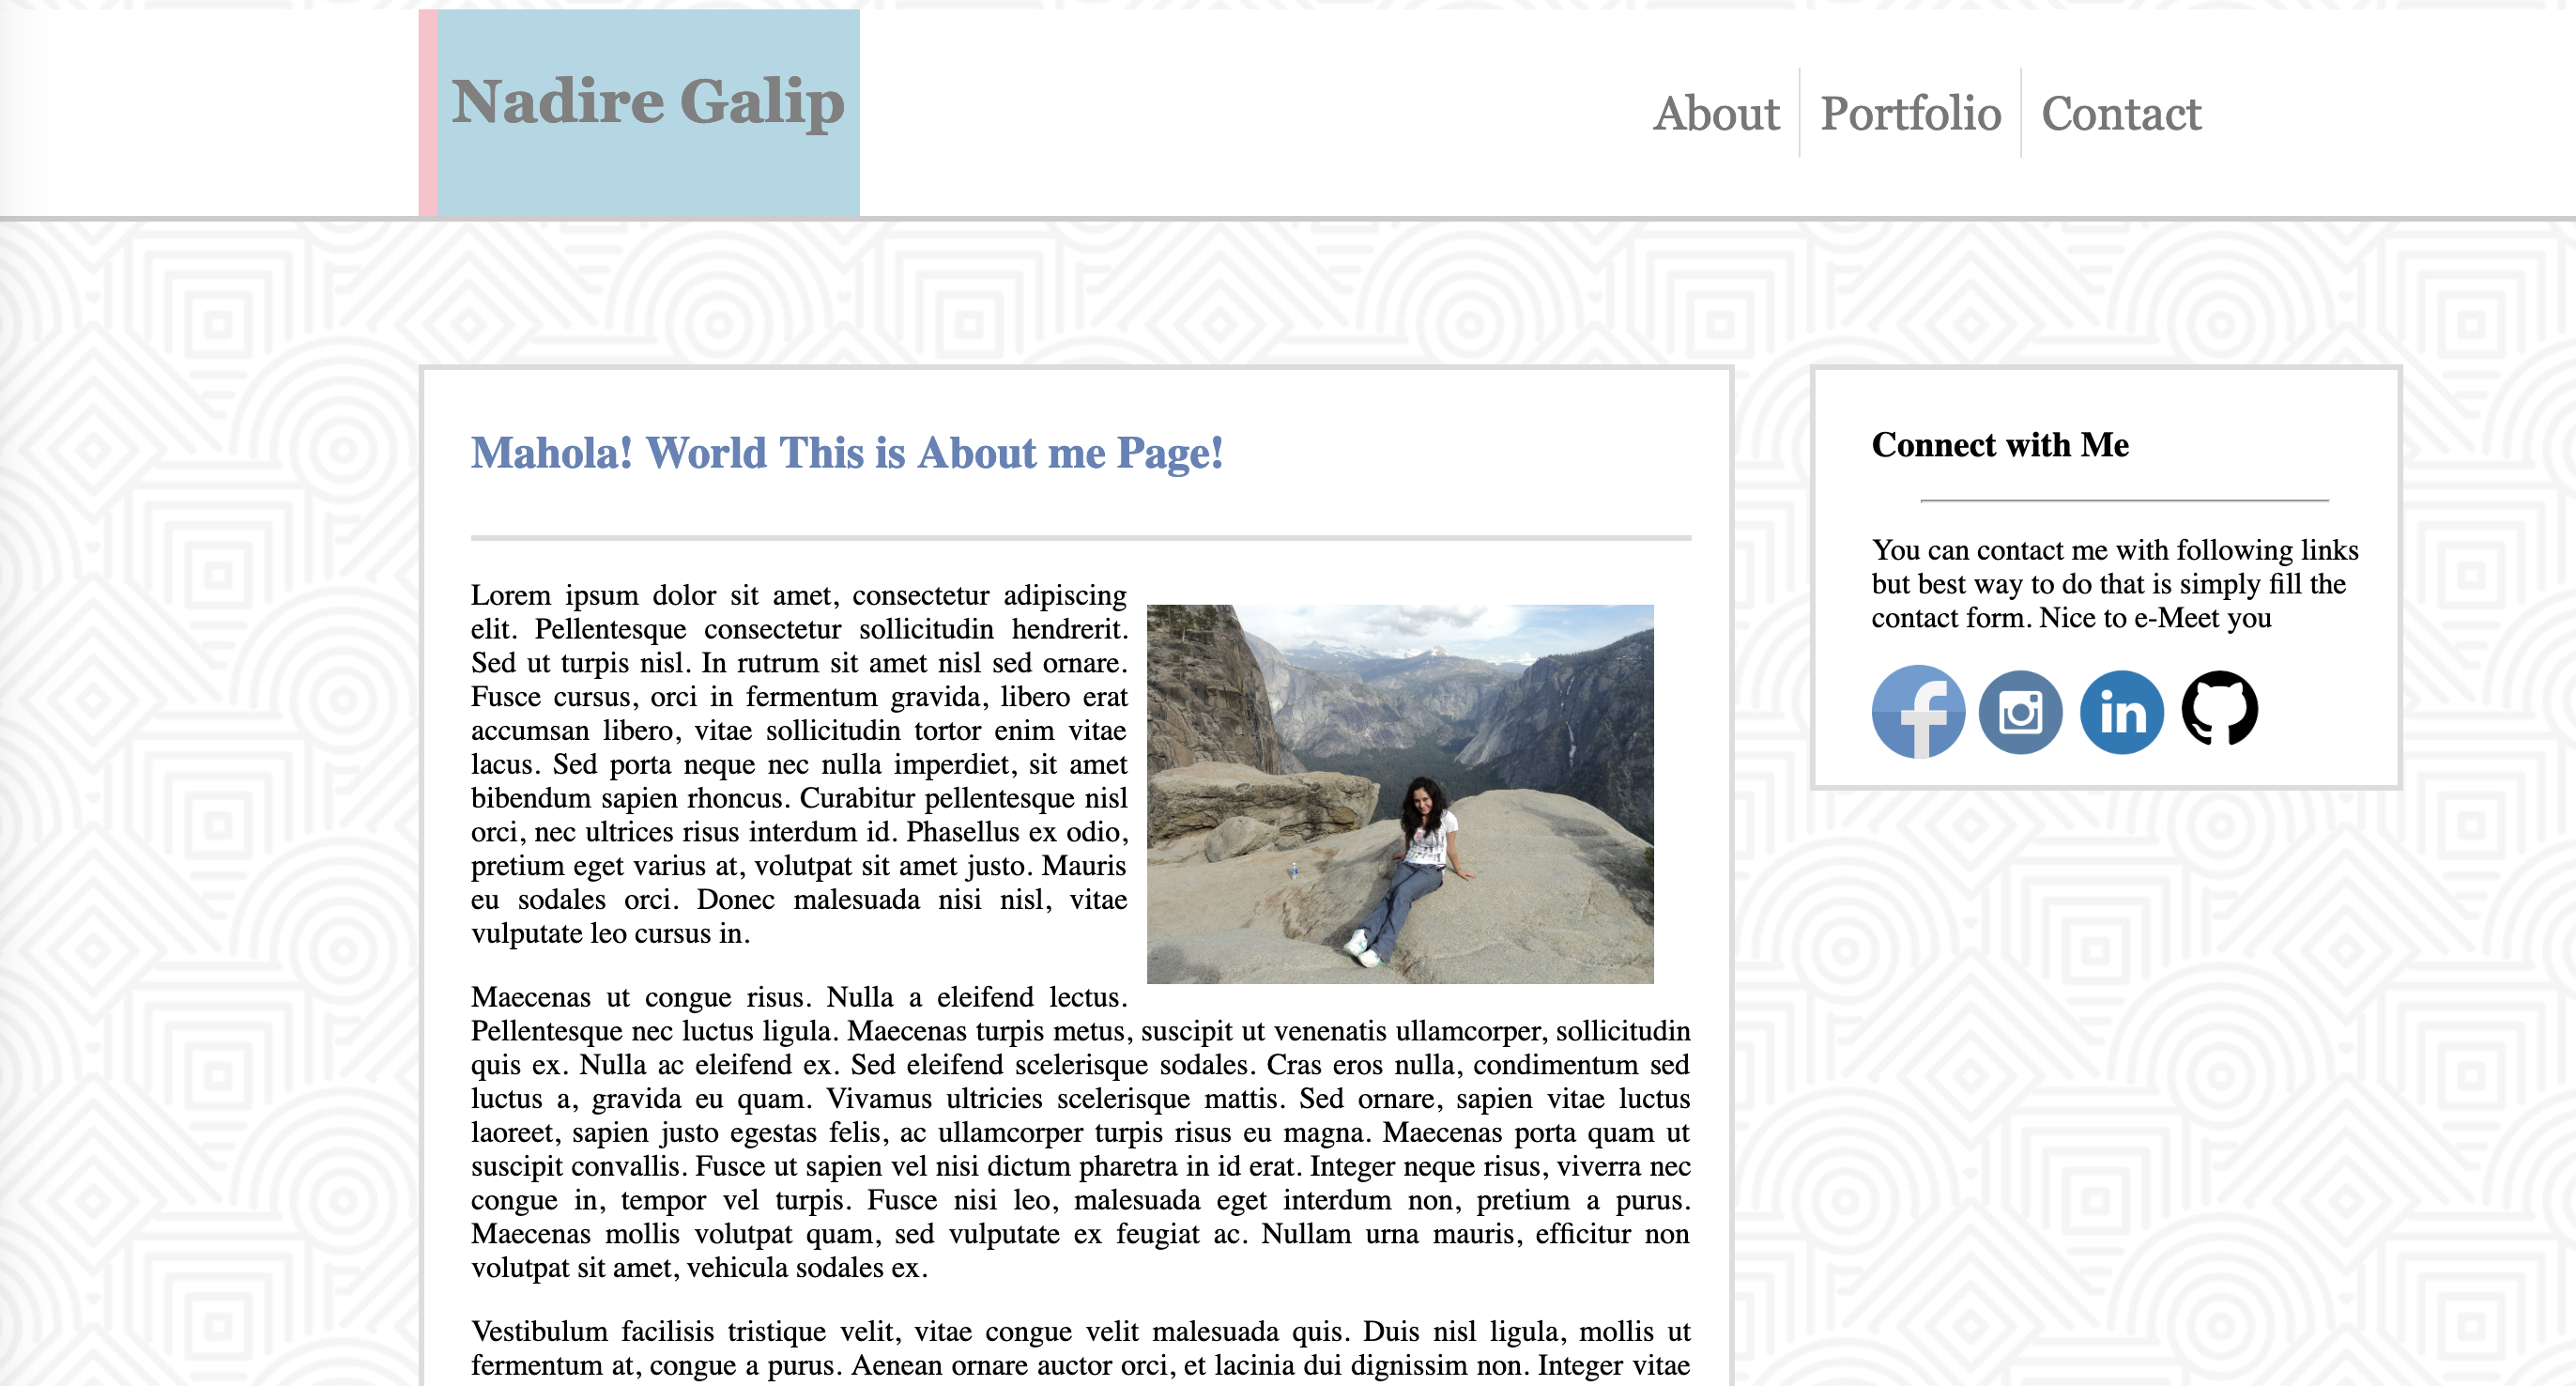 Nadire Galip
About
Portfolio
Contact
Mahola! World This is About me Page!
Lorem ipsum dolor sit amet, consectetur adipiscing
elit. Pellentesque consectetur sollicitudin hendrerit.
Sed ut turpis nisl. In rutrum sit amet nisl sed ornare.
Fusce cursus, orci in fermentum gravida, libero erat
accumsan libero, vitae sollicitudin tortor enim vitae
lacus. Sed porta neque nec nulla imperdiet, sit amet
bibendum sapien rhoncus. Curabitur pellentesque nisl
orci, nec ultrices risus interdum id. Phasellus ex odio,
pretium eget varius at, volutpat sit amet justo. Mauris
eu sodales orci. Donec malesuada nisi nisl, vitae
vulputate leo cursus in.
Maecenas ut congue risus. Nulla a eleifend lectus.
Pellentesque nec luctus ligula. Maecenas turpis metus, suscipit ut venenatis ullamcorper, sollicitudin
quis ex. Nulla ac eleifend ex. Sed eleifend scelerisque sodales. Cras eros nulla, condimentum sed
luctus a, gravida eu quam. Vivamus ultricies scelerisque mattis. Sed ornare, sapien vitae luctus
laoreet, sapien justo egestas felis, ac ullamcorper turpis risus eu magna. Maecenas porta quam ut
suscipit convallis. Fusce ut sapien vel nisi dictum pharetra in id erat. Integer neque risus, viverra nec
congue in, tempor vel turpis. Fusce nisi leo, malesuada eget interdum non, pretium a purus.
Maecenas mollis volutpat quam, sed vulputate ex feugiat ac. Nullam urna mauris, efficitur non
volutpat sit amet, vehicula sodales ex.
Vestibulum facilisis tristique velit, vitae congue velit malesuada quis. Duis nisl ligula, mollis ut
fermentum at, congue a purus. Aenean ornare auctor orci, et lacinia dui dignissim non. Integer vitae
Connect with Me
You can contact me with following links
but best way to do that is simply fill the
contact form. Nice to e-Meet you
f
in